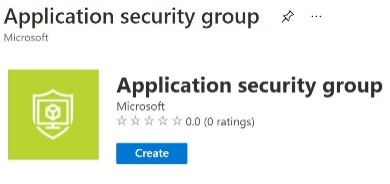 Application security group
Microsoft
Application security group
Microsoft
0.0 (0 ratings)
Create